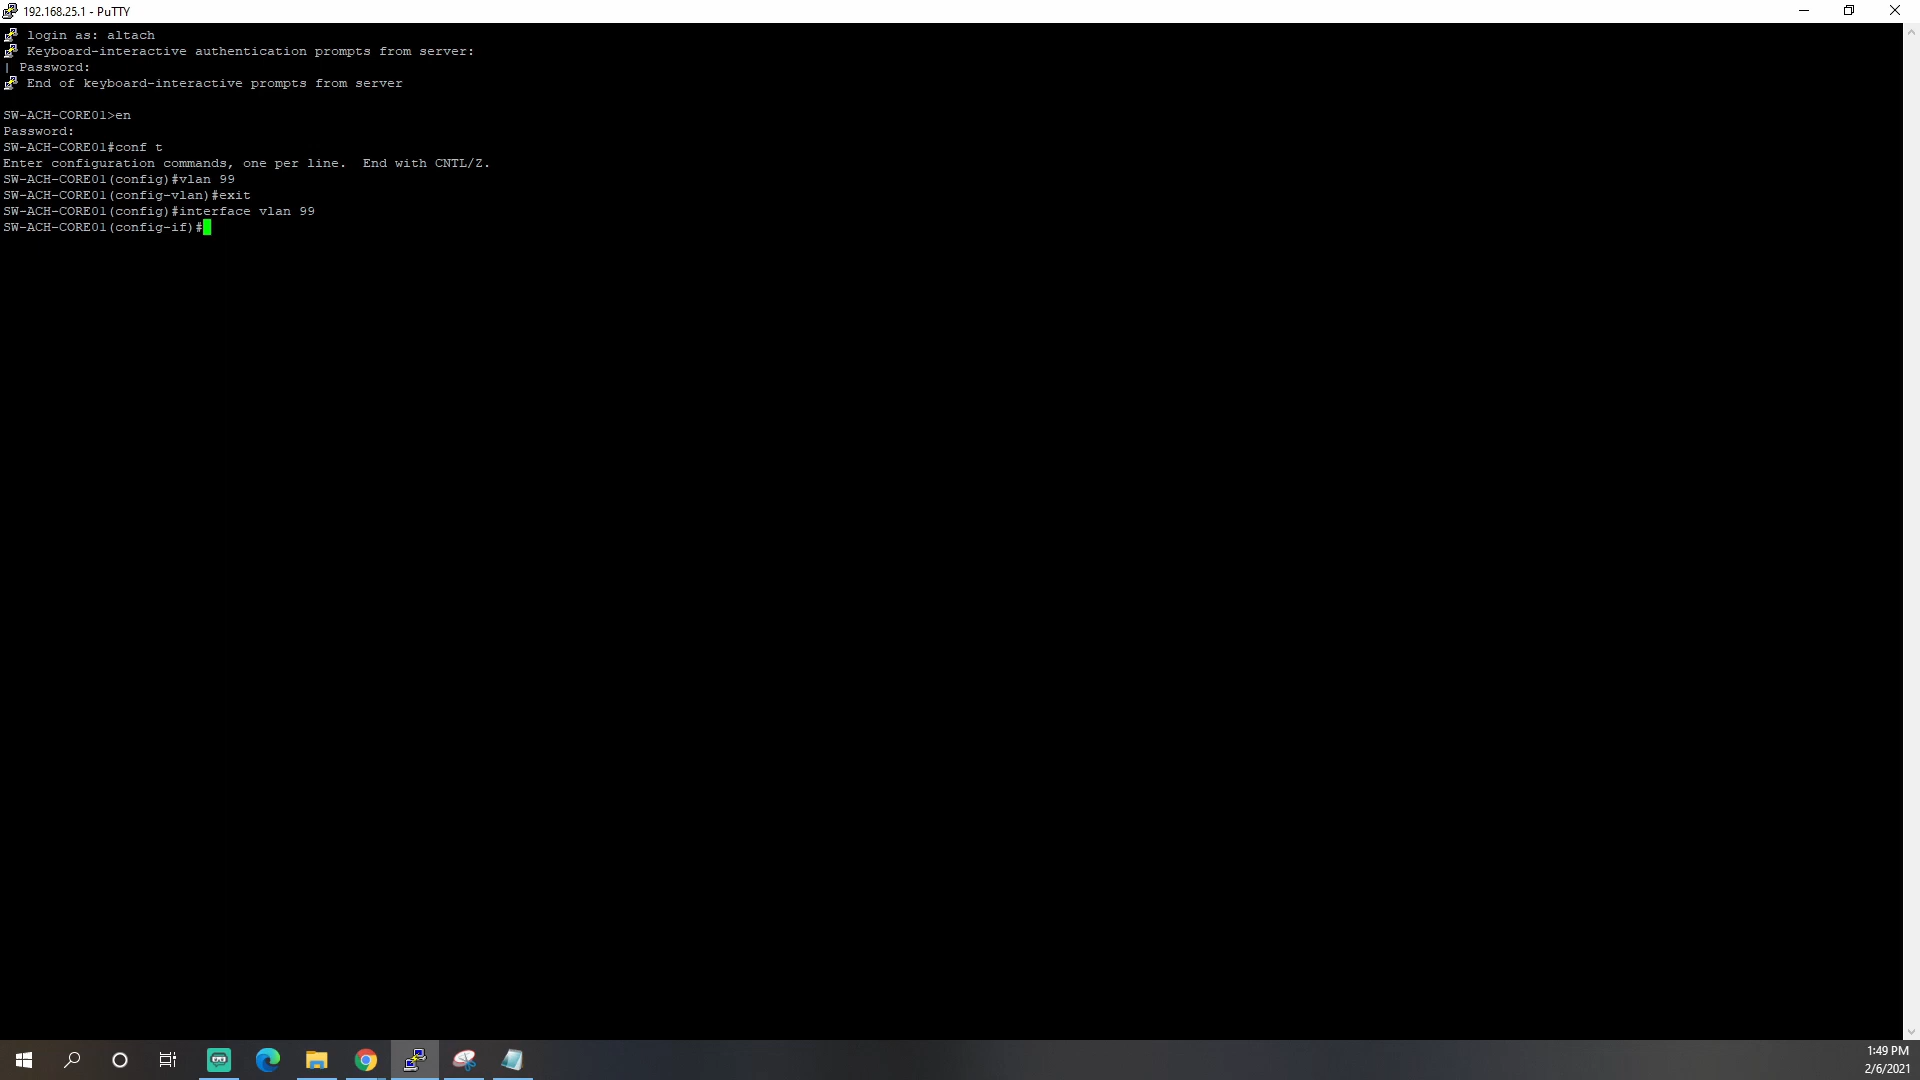 192.168.25.1 - PuTTY
login as: altach
Keyboard-interactive authentication prompts from server:
| Password:
End of keyboard-interactive prompts from server
SW-ACH-CORE01>en
Password:
SW-ACH-CORE01#conf t
Enter configuration commands, one per line.  End with CNTL/Z.
SW-ACH-CORE01(config)#vlan 99
SW-ACH-CORE01(config-vlan)#exit
SW-ACH-CORE01(config)#interface vlan 99
SW-ACH-CORE01(config-if)#
1:49 PM
2/6/2021